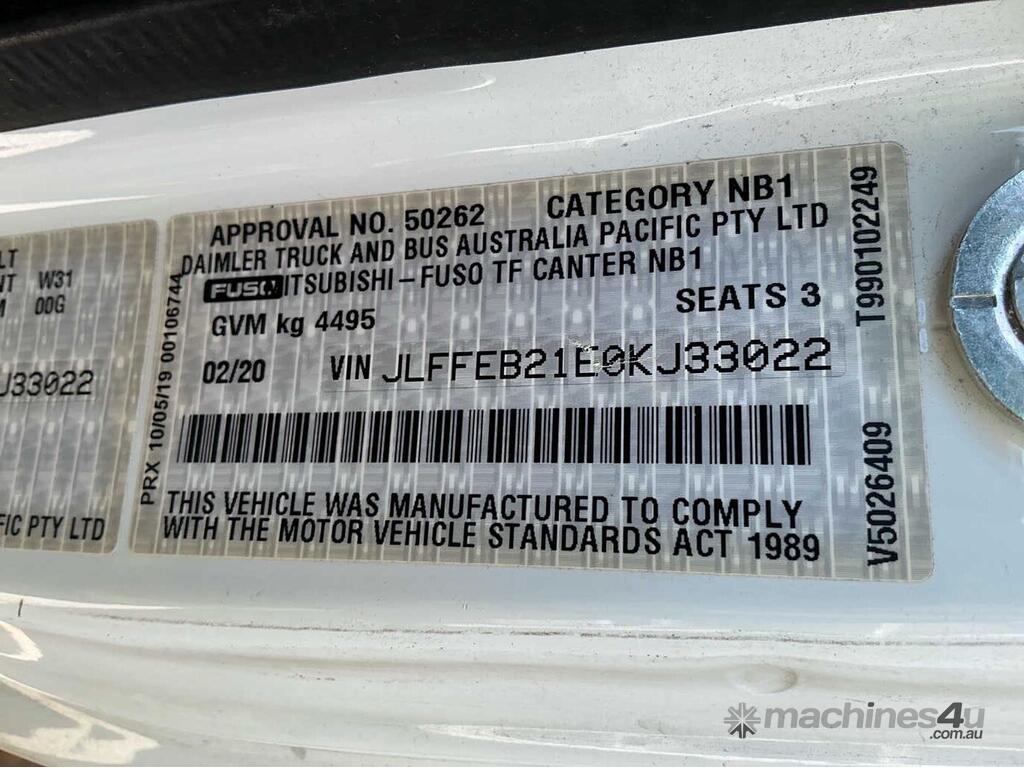 LT
NT W31
M 00G
J33022
FIC PTY LTD
PRX 10/05/19 00106744
APPROVAL NO. 50262 CATEGORY NB1
DAIMLER TRUCK AND BUS AUSTRALIA PACIFIC PTY LTD
FUSO ITSUBISHI-FUSO TF CANTER NB1
GVM kg 4495 SEATS 3
02/20 VIN JLFFEB21E0KJ33022
THIS VEHICLE WAS MANUFACTURED TO COMPLY
WITH THE MOTOR VEHICLE STANDARDS ACT 1989
T9901022249
V5026409
machines4u
.com.au